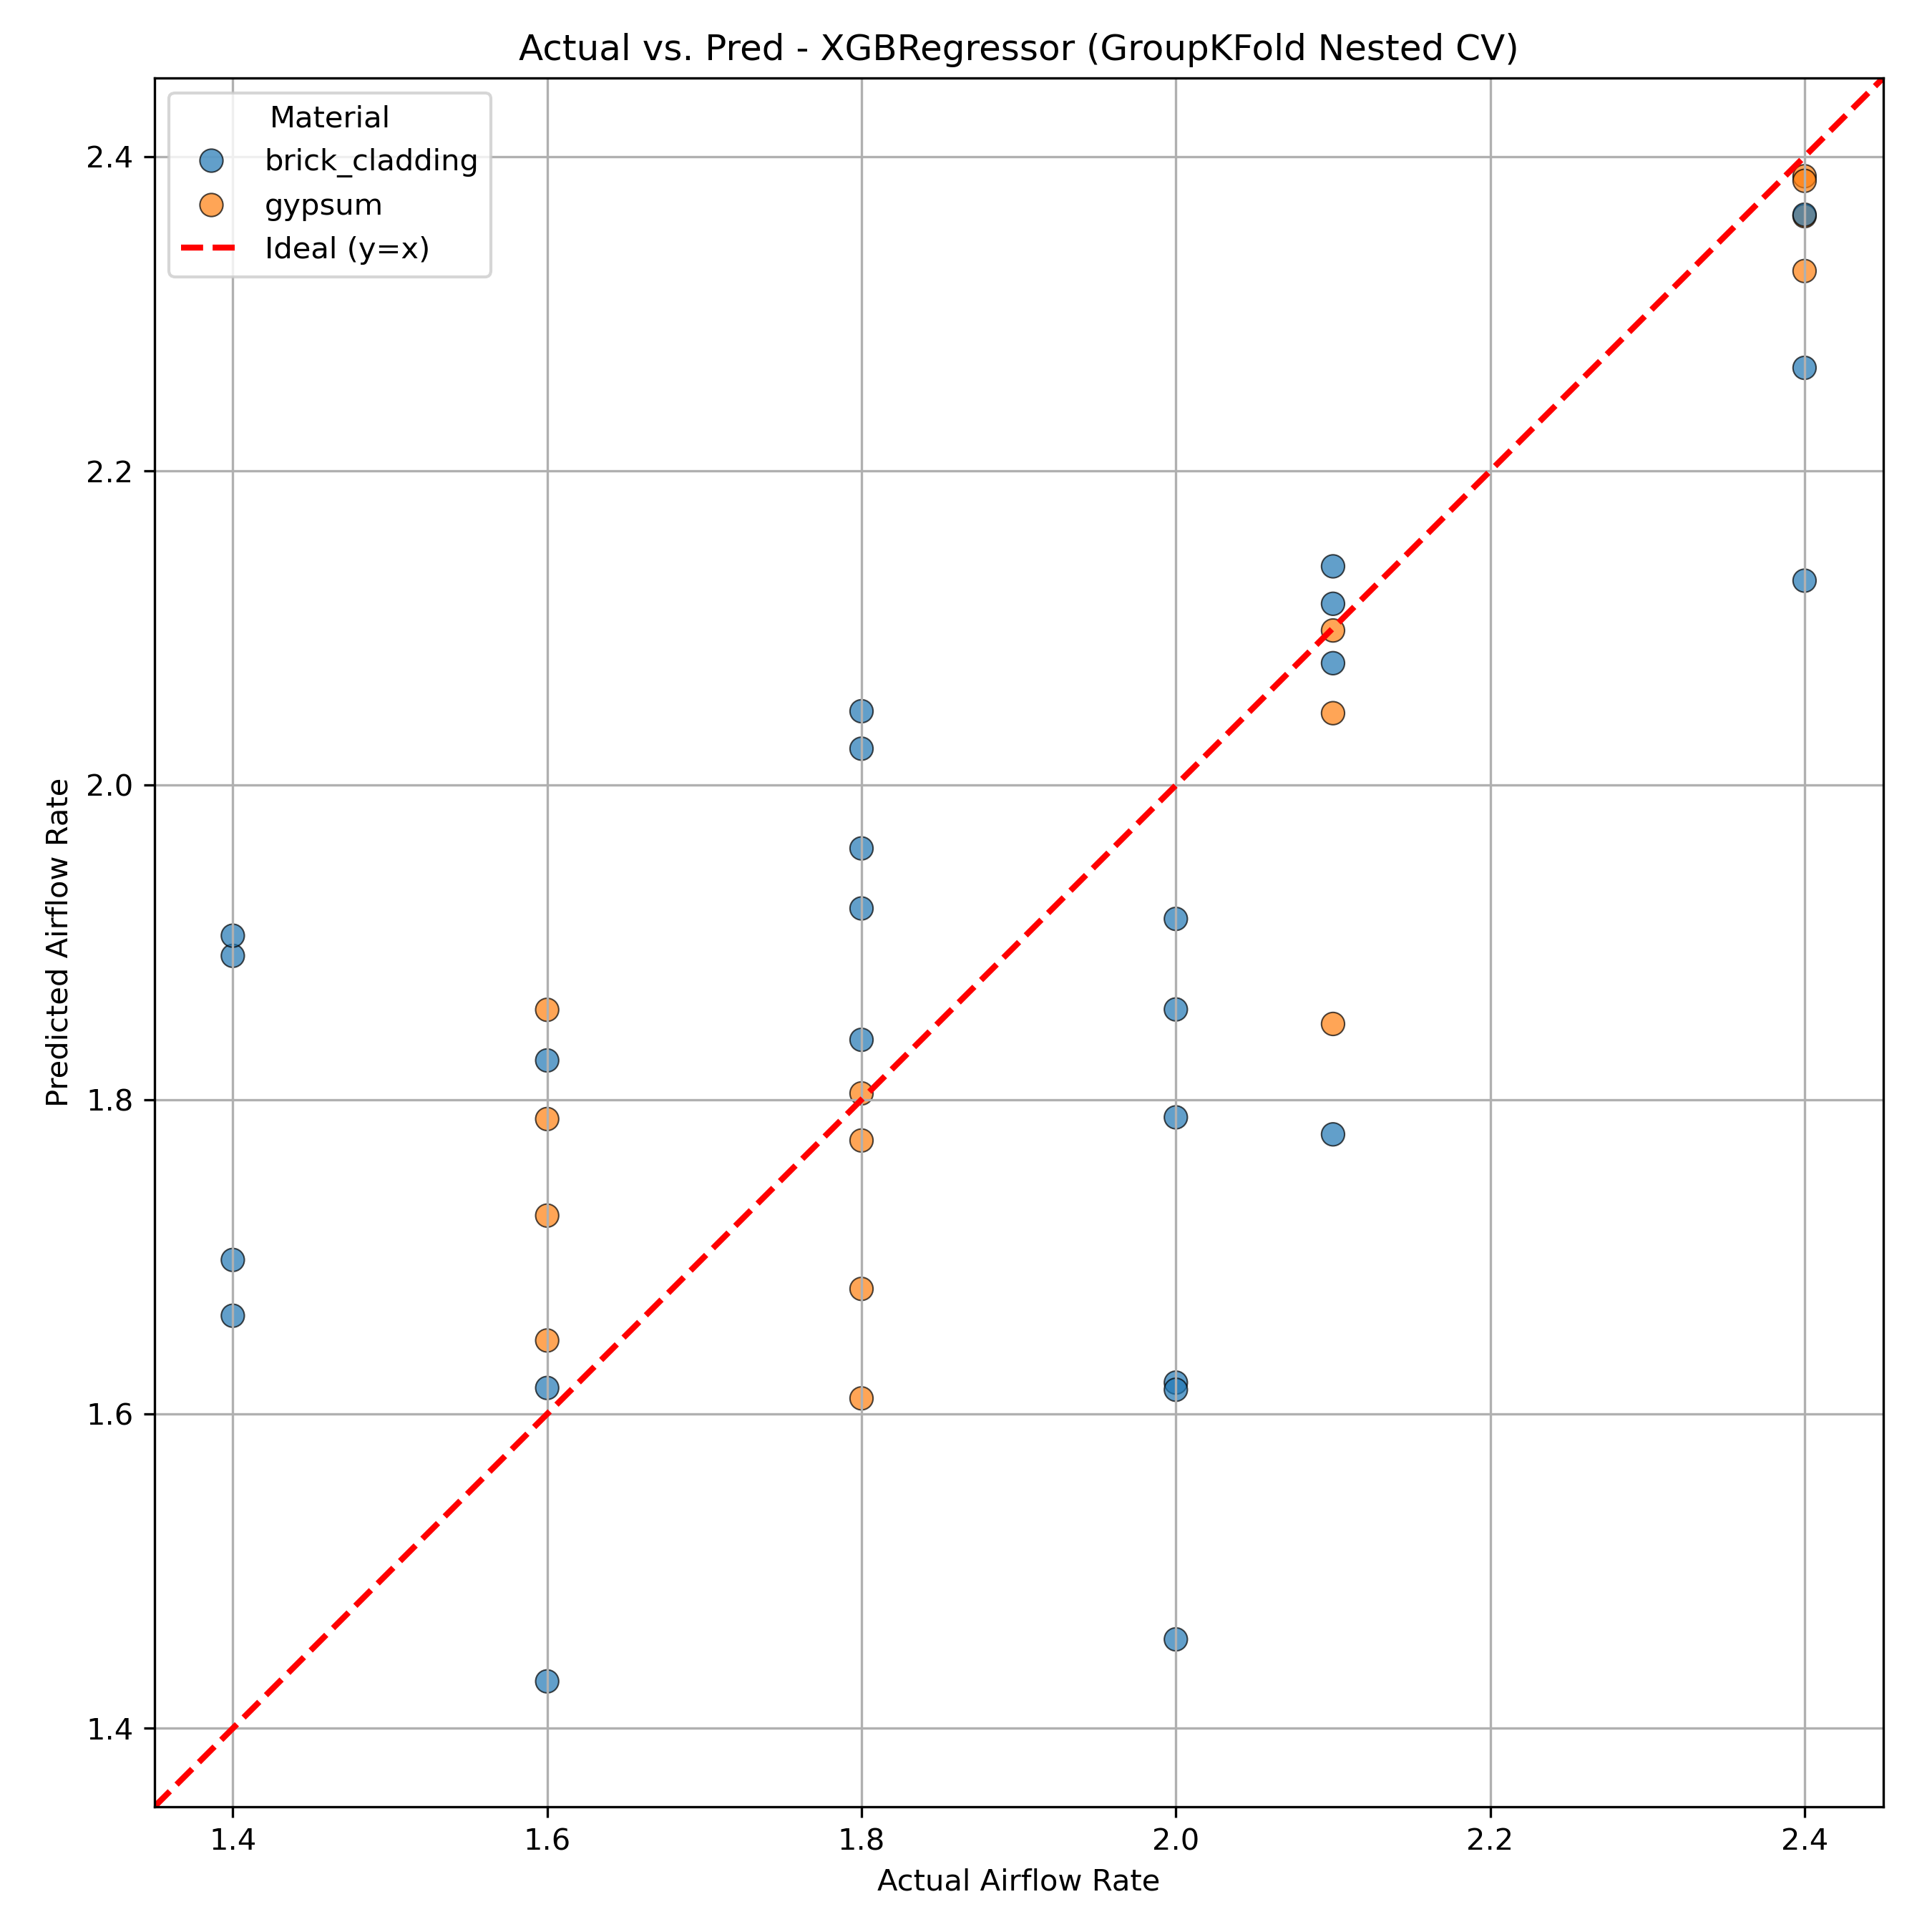 Actual vs. Pred - XGBRegressor (GroupKFold Nested CV)
Material
brick_cladding
gypsum
Ideal (y=x)
2.4
2.2
2.0
1.8
1.6
1.4
Predicted Airflow Rate
1.4 1.6 1.8 2.0 2.2 2.4
Actual Airflow Rate